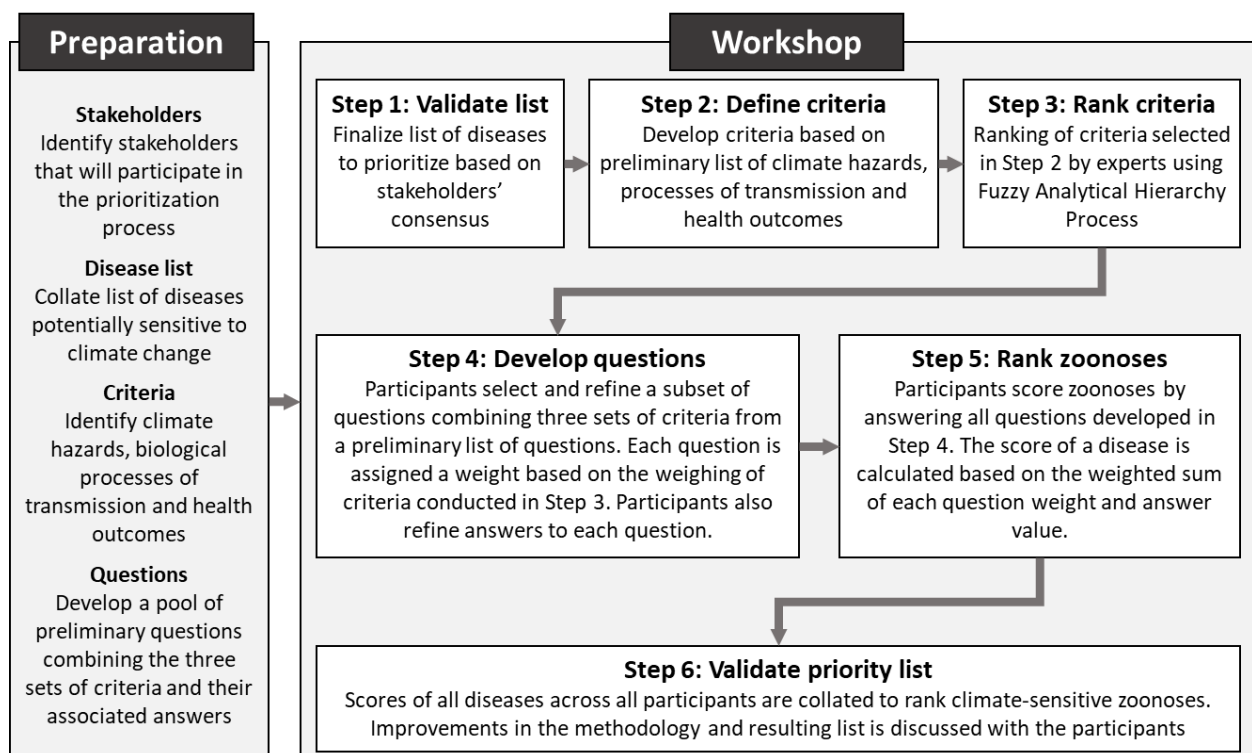 Preparation
Stakeholders
Identify stakeholders
that will participate in
the prioritization
process
Disease list
Collate list of diseases
potentially sensitive to
climate change
Criteria
Identify climate
hazards, biological
processes of
transmission and health
outcomes
Questions
Develop a pool of
preliminary questions
combining the three
sets of criteria and their
associated answers
Workshop
Step 1: Validate list
Finalize list of diseases
to prioritize based on
stakeholders’
consensus
Step 2: Define criteria
Develop criteria based on
preliminary list of climate hazards,
processes of transmission and
health outcomes
Step 3: Rank criteria
Ranking of criteria selected
in Step 2 by experts using
Fuzzy Analytical Hierarchy
Process
Step 4: Develop questions
Participants select and refine a subset of
questions combining three sets of criteria from
a preliminary list of questions. Each question is
assigned a weight based on the weighing of
criteria conducted in Step 3. Participants also
refine answers to each question.
Step 5: Rank zoonoses
Participants score zoonoses by
answering all questions developed in
Step 4. The score of a disease is
calculated based on the weighted sum
of each question weight and answer
value.
Step 6: Validate priority list
Scores of all diseases across all participants are collated to rank climate-sensitive zoonoses.
Improvements in the methodology and resulting list is discussed with the participants